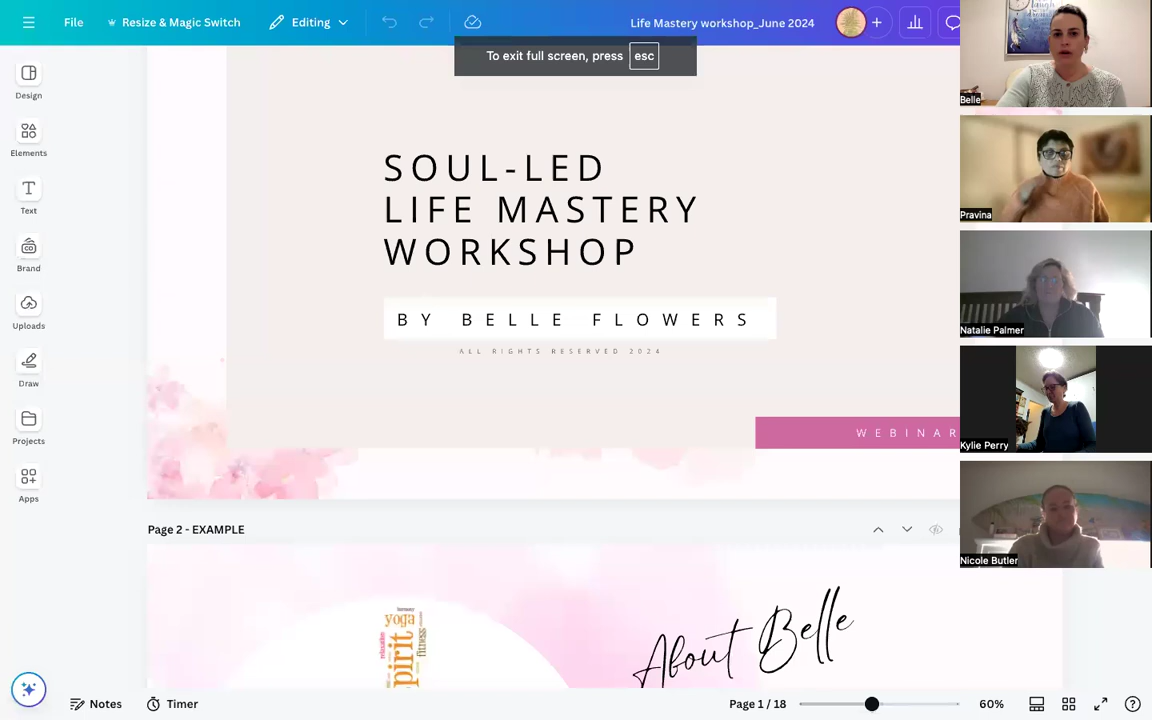 File
Resize & Magic Switch
Editing
Life Mastery workshop_June 2024
To exit full screen, press esc
Design
Elements
Text
Brand
Uploads
Draw
Projects
Apps
SOUL-LED
LIFE MASTERY
WORKSHOP
BY BELLE FLOWERS
ALL RIGHTS RESERVED 2024
WEBINAR
Page 2 - EXAMPLE
yoga
fitness
About Belle
Belle
Pravina
Natalie Palmer
Kylie Perry
Nicole Butler
Notes
Timer
Page 1 / 18
60%